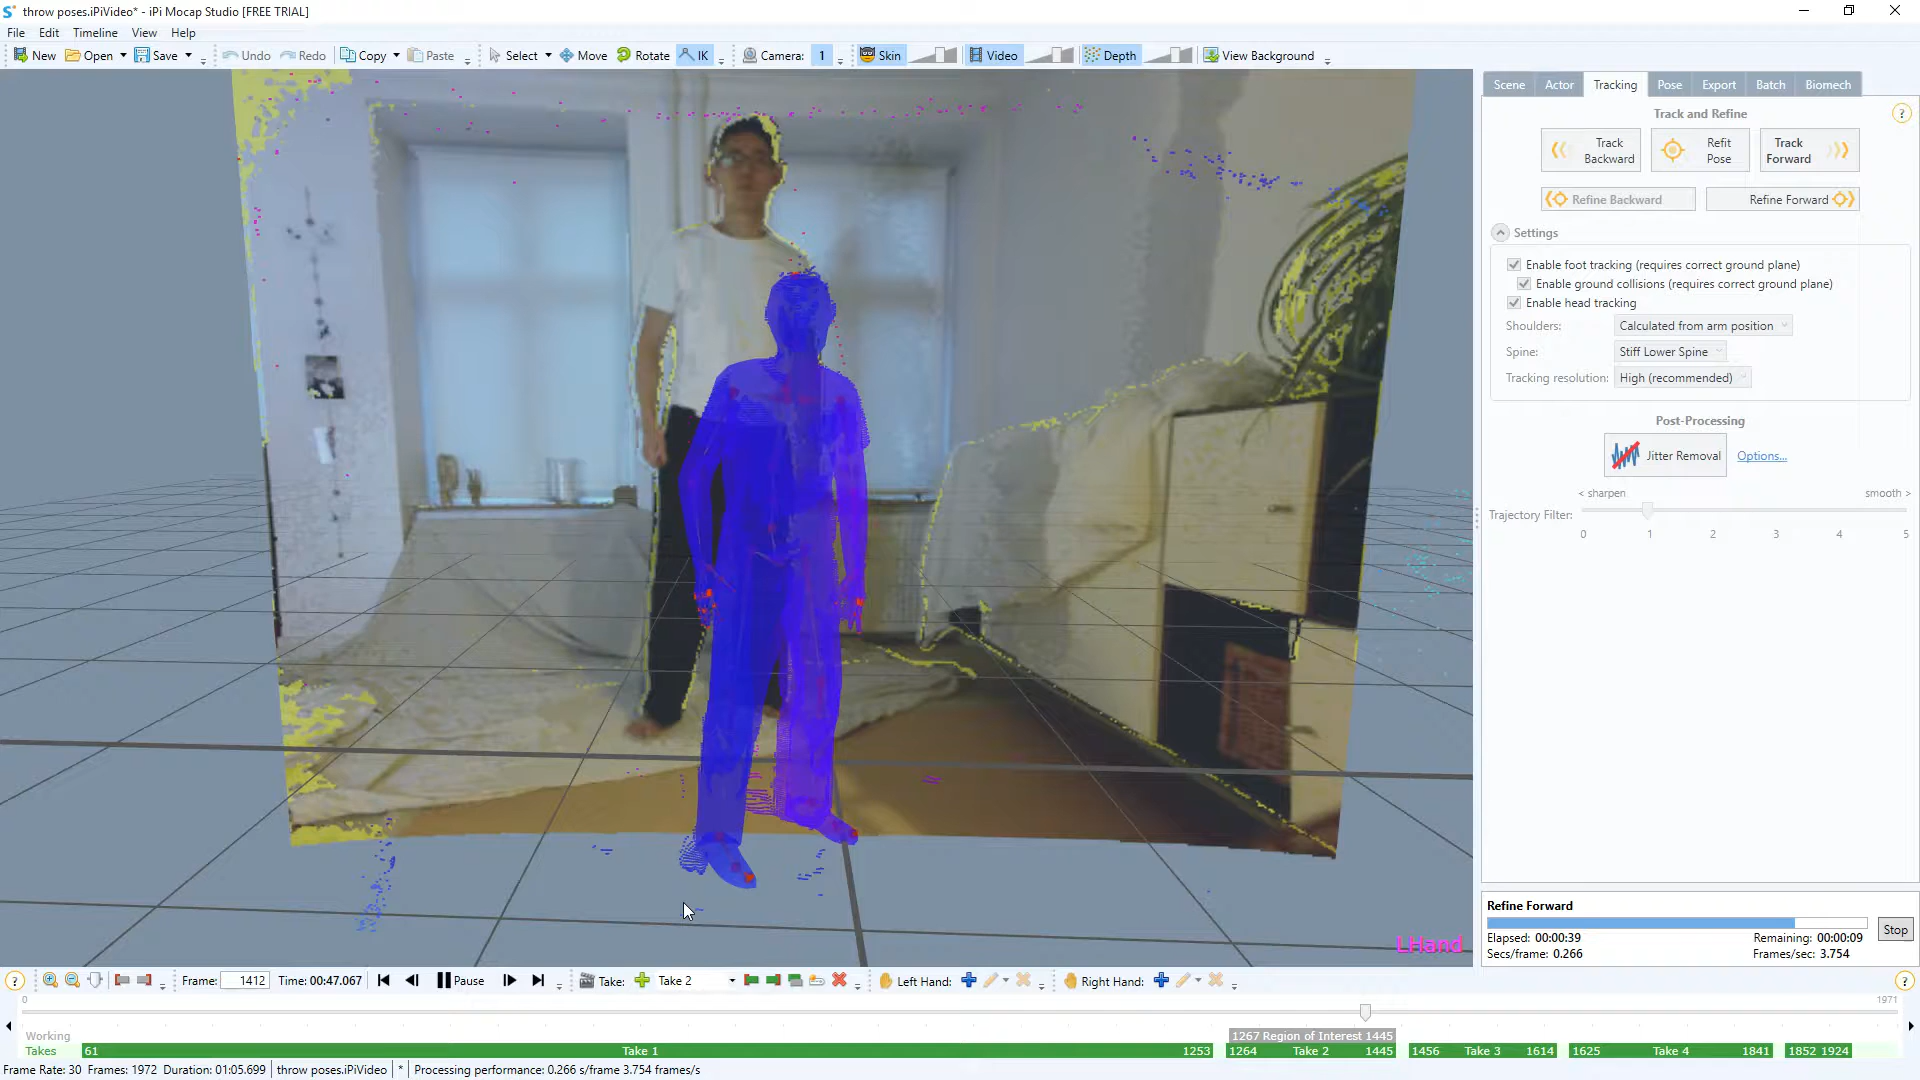 throw poses.iPiVideo* - iPi Mocap Studio [FREE TRIAL]
File Edit Timeline View Help
New Open Save Undo Redo Copy Paste Select Move Rotate IK Camera: 1 Skin Video Depth View Background
Scene Actor Tracking Pose Export Batch Biomech
Track and Refine
Track Backward
Refit Pose
Track Forward
Refine Backward Refine Forward
Settings
Enable foot tracking (requires correct ground plane)
Enable ground collisions (requires correct ground plane)
Enable head tracking
Shoulders: Calculated from arm position
Spine: Stiff Lower Spine
Tracking resolution: High (recommended)
Post-Processing
Jitter Removal Options...
< sharpen smooth >
Trajectory Filter:
0 1 2 3 4 5
LHand
Refine Forward
Elapsed: 00:00:39 Remaining: 00:00:09
Secs/frame: 0.266 Frames/sec: 3.754
Stop
Frame: 1412 Time: 00:47.067 Pause Take: Take 2 Left Hand: Right Hand:
0 1971
Working 1267 Region of Interest 1445
Takes 61 Take 1 1253 1264 Take 2 1445 1456 Take 3 1614 1625 Take 4 1841 1852 1924
Frame Rate: 30 Frames: 1972 Duration: 01:05.699 throw poses.iPiVideo * Processing performance: 0.266 s/frame 3.754 frames/s